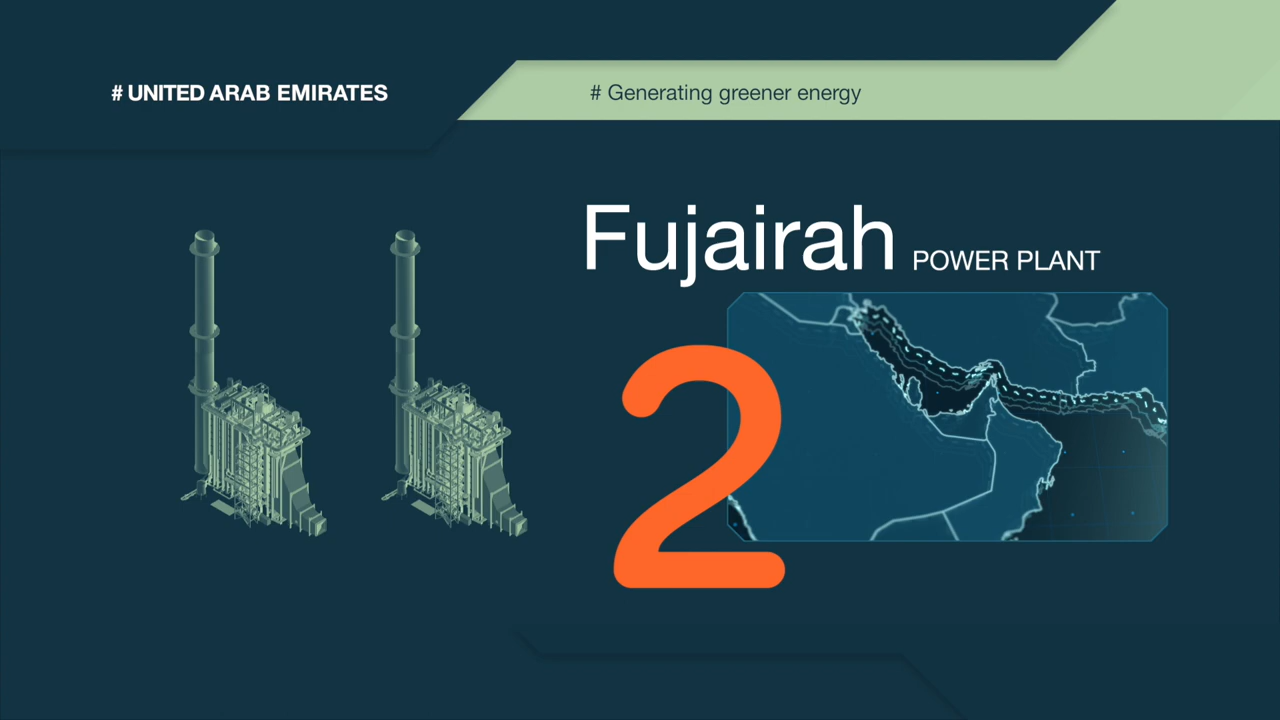 # UNITED ARAB EMIRATES
# Generating greener energy
Fujairah POWER PLANT
2